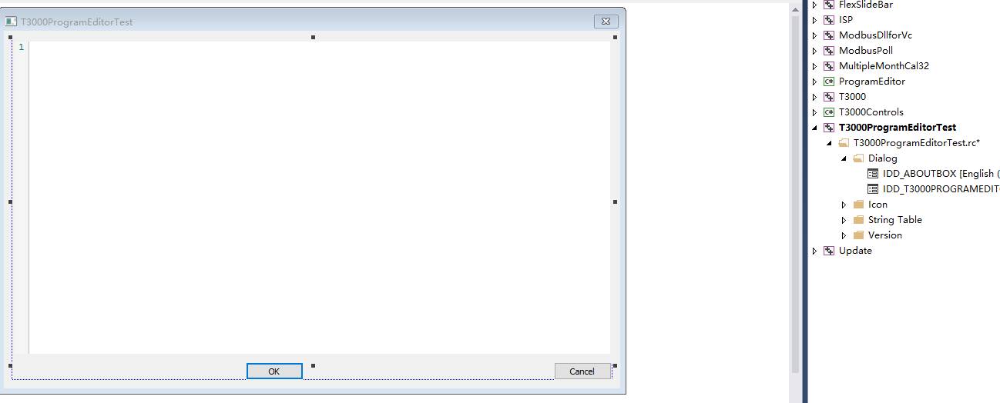 T3000ProgramEditorTest
1
OK
Cancel
FlexSlideBar
ISP
ModbusDllforVc
ModbusPoll
MultipleMonthCal32
C# ProgramEditor
T3000
C# T3000Controls
T3000ProgramEditorTest
T3000ProgramEditorTest.rc*
Dialog
IDD_ABOUTBOX [English (
IDD_T3000PROGRAMEDIT
Icon
String Table
Version
Update